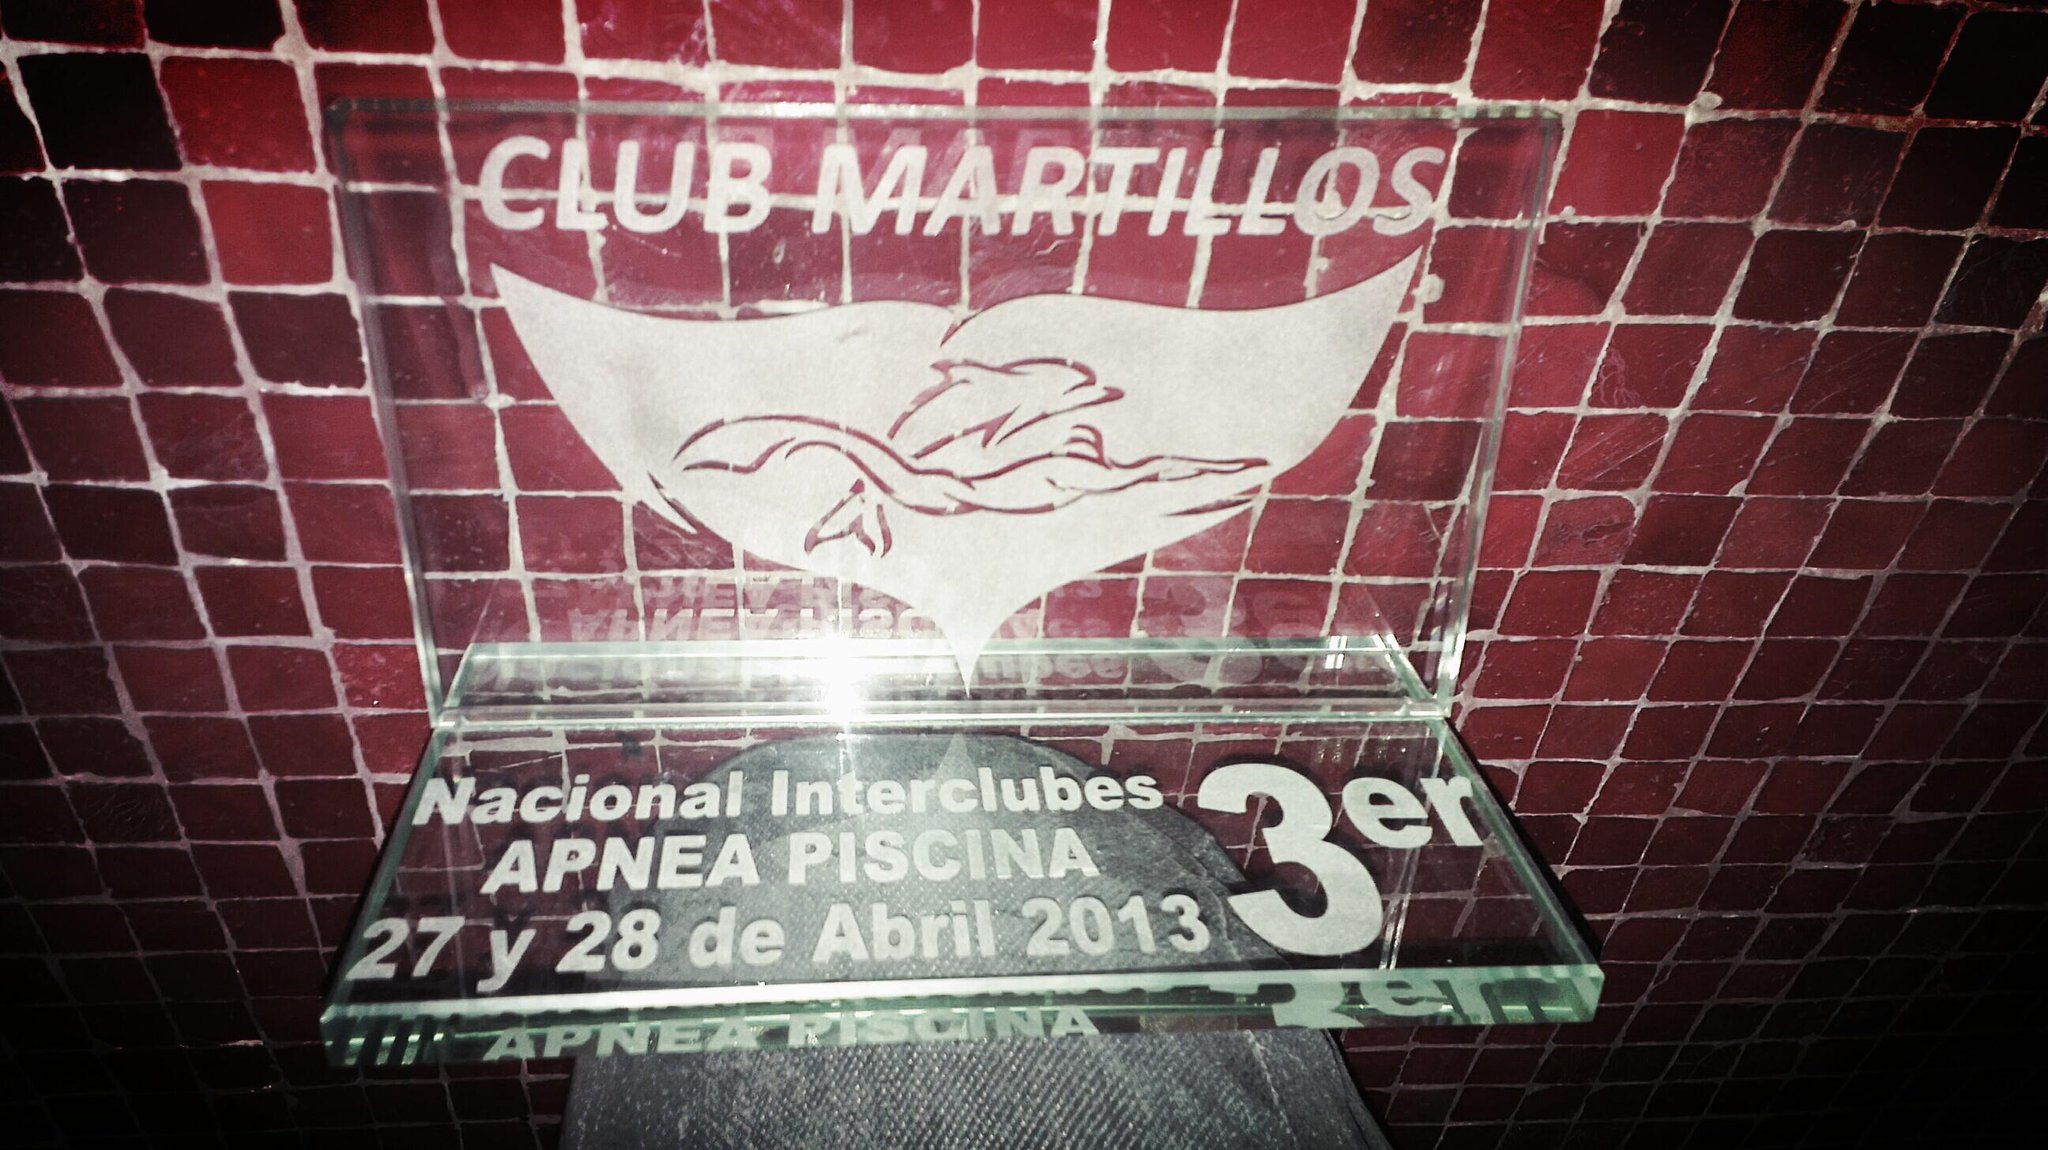 CLUB MARTILLOS
Nacional Interclubes
APNEA PISCINA
27 y 28 de Abril 2013
3er